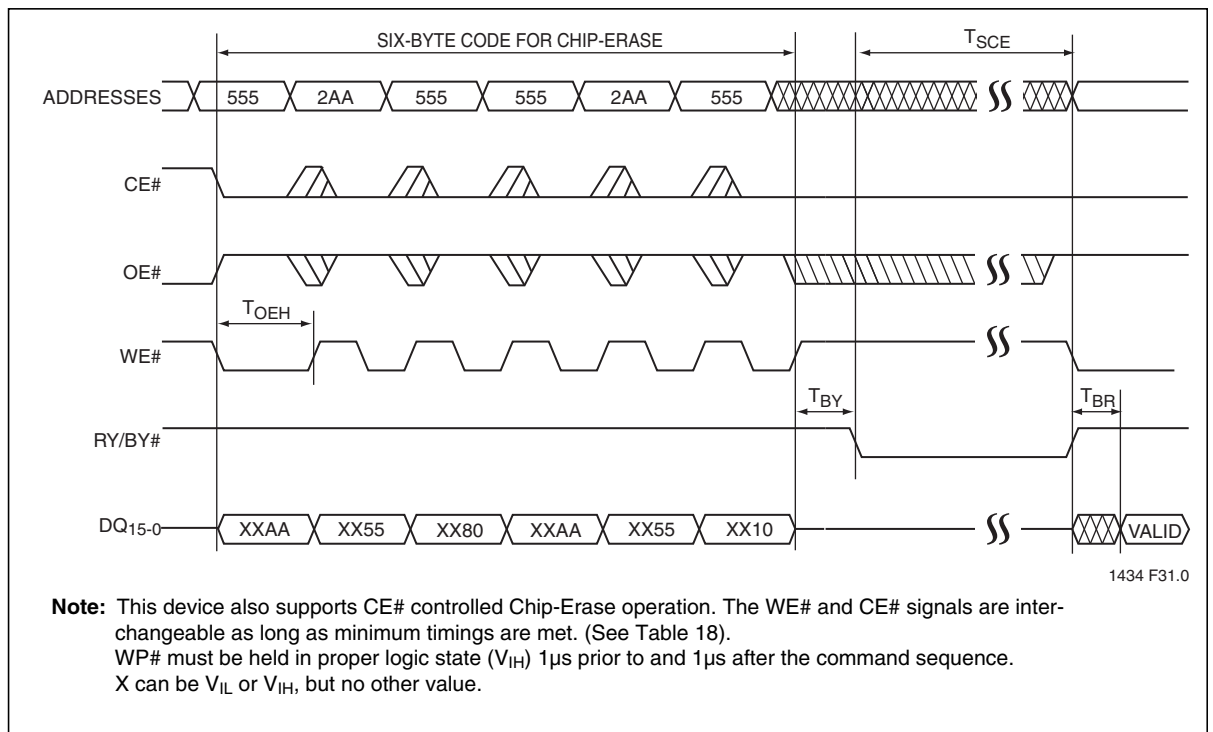 SIX-BYTE CODE FOR CHIP-ERASE
TSCE
ADDRESSES 555 2AA 555 555 2AA 555
CE#
OE#
TOEH
WE#
TBY TBR
RY/BY#
DQ15-0 XXAA XX55 XX80 XXAA XX55 XX10 VALID
1434 F31.0
Note: This device also supports CE# controlled Chip-Erase operation. The WE# and CE# signals are inter-
changeable as long as minimum timings are met. (See Table 18).
WP# must be held in proper logic state (VIH) 1µs prior to and 1µs after the command sequence.
X can be VIL or VIH, but no other value.